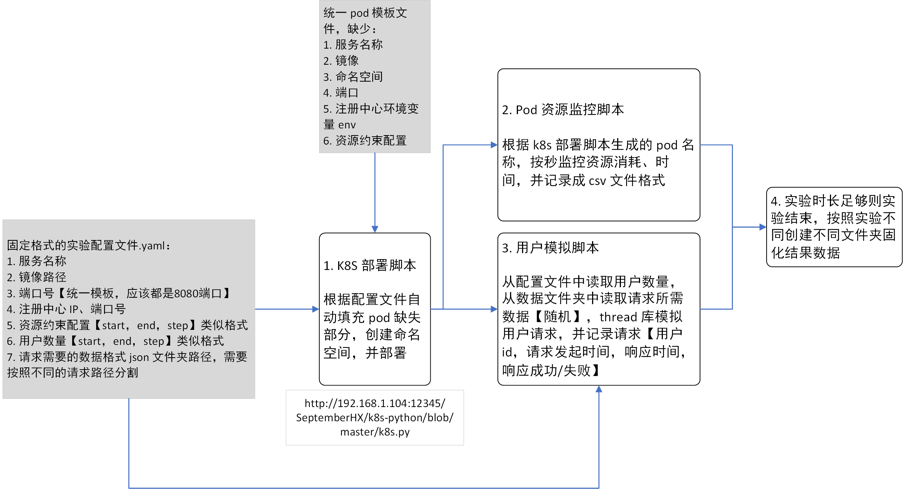 统一 pod 模板文
件，缺少：
1. 服务名称
2. 镜像
3. 命名空间
4. 端口
5. 注册中心环境变
量 env
6. 资源约束配置
固定格式的实验配置文件.yaml：
1. 服务名称
2. 镜像路径
3. 端口号【统一模板，应该都是8080端口】
4. 注册中心 IP、端口号
5. 资源约束配置【start，end，step】类似格式
6. 用户数量【start，end，step】类似格式
7. 请求需要的数据格式 json 文件夹路径，需要
按照不同的请求路径分割
1. K8S 部署脚本
根据配置文件
自动填充 pod 缺失
部分，创建命名
空间，并部署
http://192.168.1.104:12345/
SeptemberHX/k8s-python/blob/
master/k8s.py
2. Pod 资源监控脚本
根据 k8s 部署脚本生成的 pod 名
称，按秒监控资源消耗、时
间，并记录成 csv 文件格式
3. 用户模拟脚本
从配置文件中读取用户数量，
从数据文件夹中读取请求所需
数据【随机】，thread 库模拟
用户请求，并记录请求【用户
id，请求发起时间，响应时间，
响应成功/失败】
4. 实验时长足够则实
验结束，按照实验不
同创建不同文件夹固
化结果数据